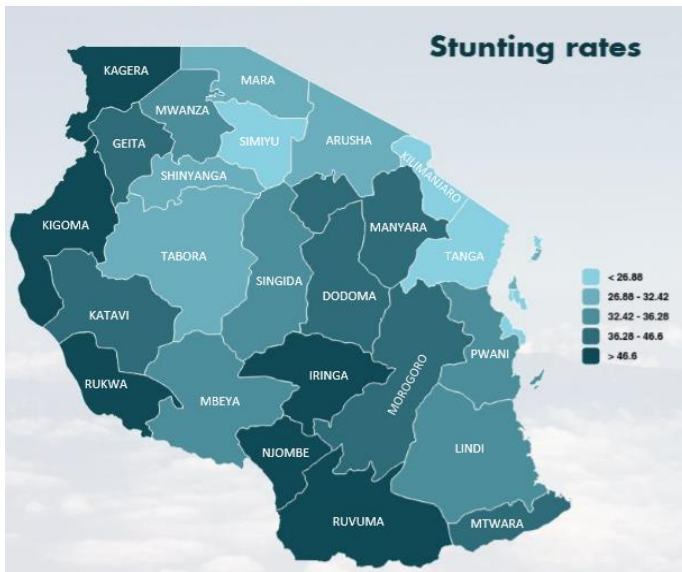 Stunting rates
KAGERA
MARA
MWANZA
GEITA
SIMIYU
ARUSHA
SHINYANGA
KILIMANJARO
KIGOMA
MANYARA
TABORA
TANGA
SINGIDA
DODOMA
KATAVI
PWANI
IRINGA
RUKWA
MBEYA
MOROGORO
NJOMBE
LINDI
RUVUMA
MTWARA
< 26.88
26.88 - 32.42
32.42 - 36.28
36.28 - 46.6
> 46.6